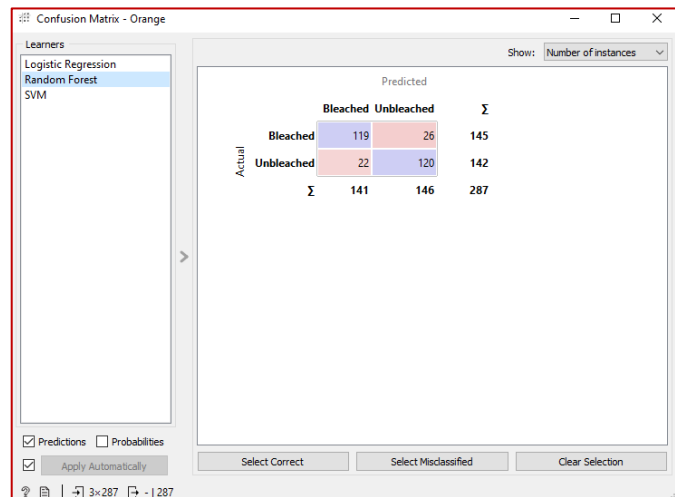 Confusion Matrix - Orange
Learners
Logistic Regression
Random Forest
SVM
Show: Number of instances
Predicted
Bleached Unbleached Σ
Actual
Bleached 119 26 145
Unbleached 22 120 142
Σ 141 146 287
Predictions Probabilities
Apply Automatically
Select Correct Select Misclassified Clear Selection
? 3×287 - | 287